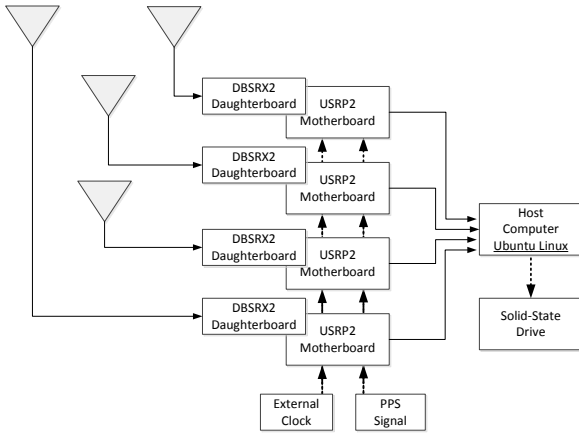 DBSRX2
Daughterboard
USRP2
Motherboard
DBSRX2
Daughterboard
USRP2
Motherboard
DBSRX2
Daughterboard
USRP2
Motherboard
DBSRX2
Daughterboard
USRP2
Motherboard
Host
Computer
Ubuntu Linux
Solid-State
Drive
External
Clock
PPS
Signal